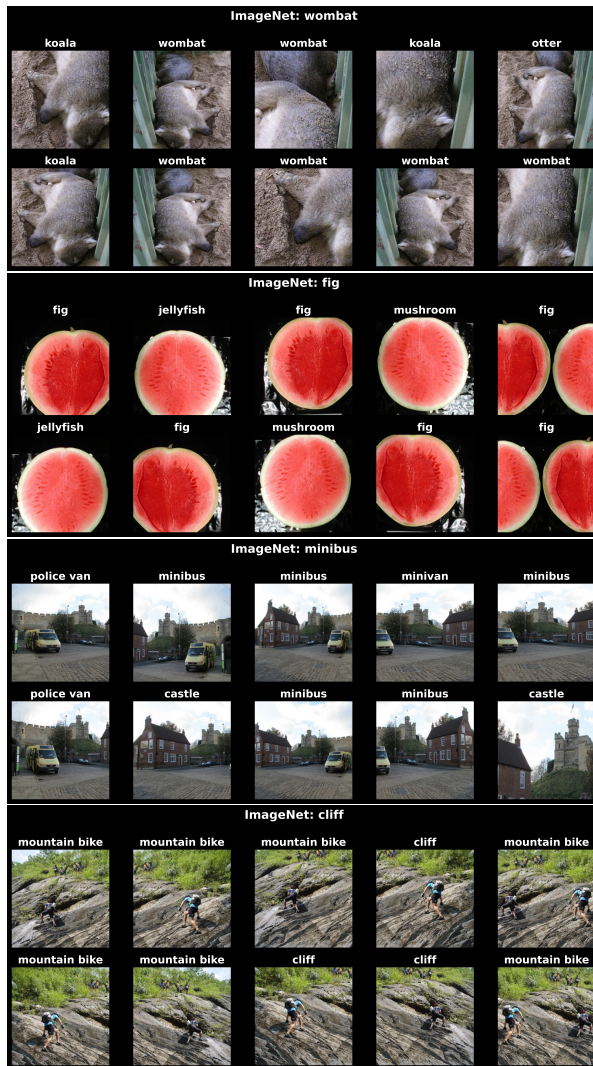 ImageNet: wombat
koala wombat wombat koala otter
koala wombat wombat wombat wombat
ImageNet: fig
fig jellyfish fig mushroom fig
jellyfish fig mushroom fig fig
ImageNet: minibus
police van minibus minibus minivan minibus
police van castle minibus minibus castle
ImageNet: cliff
mountain bike mountain bike mountain bike cliff mountain bike
mountain bike mountain bike cliff cliff mountain bike